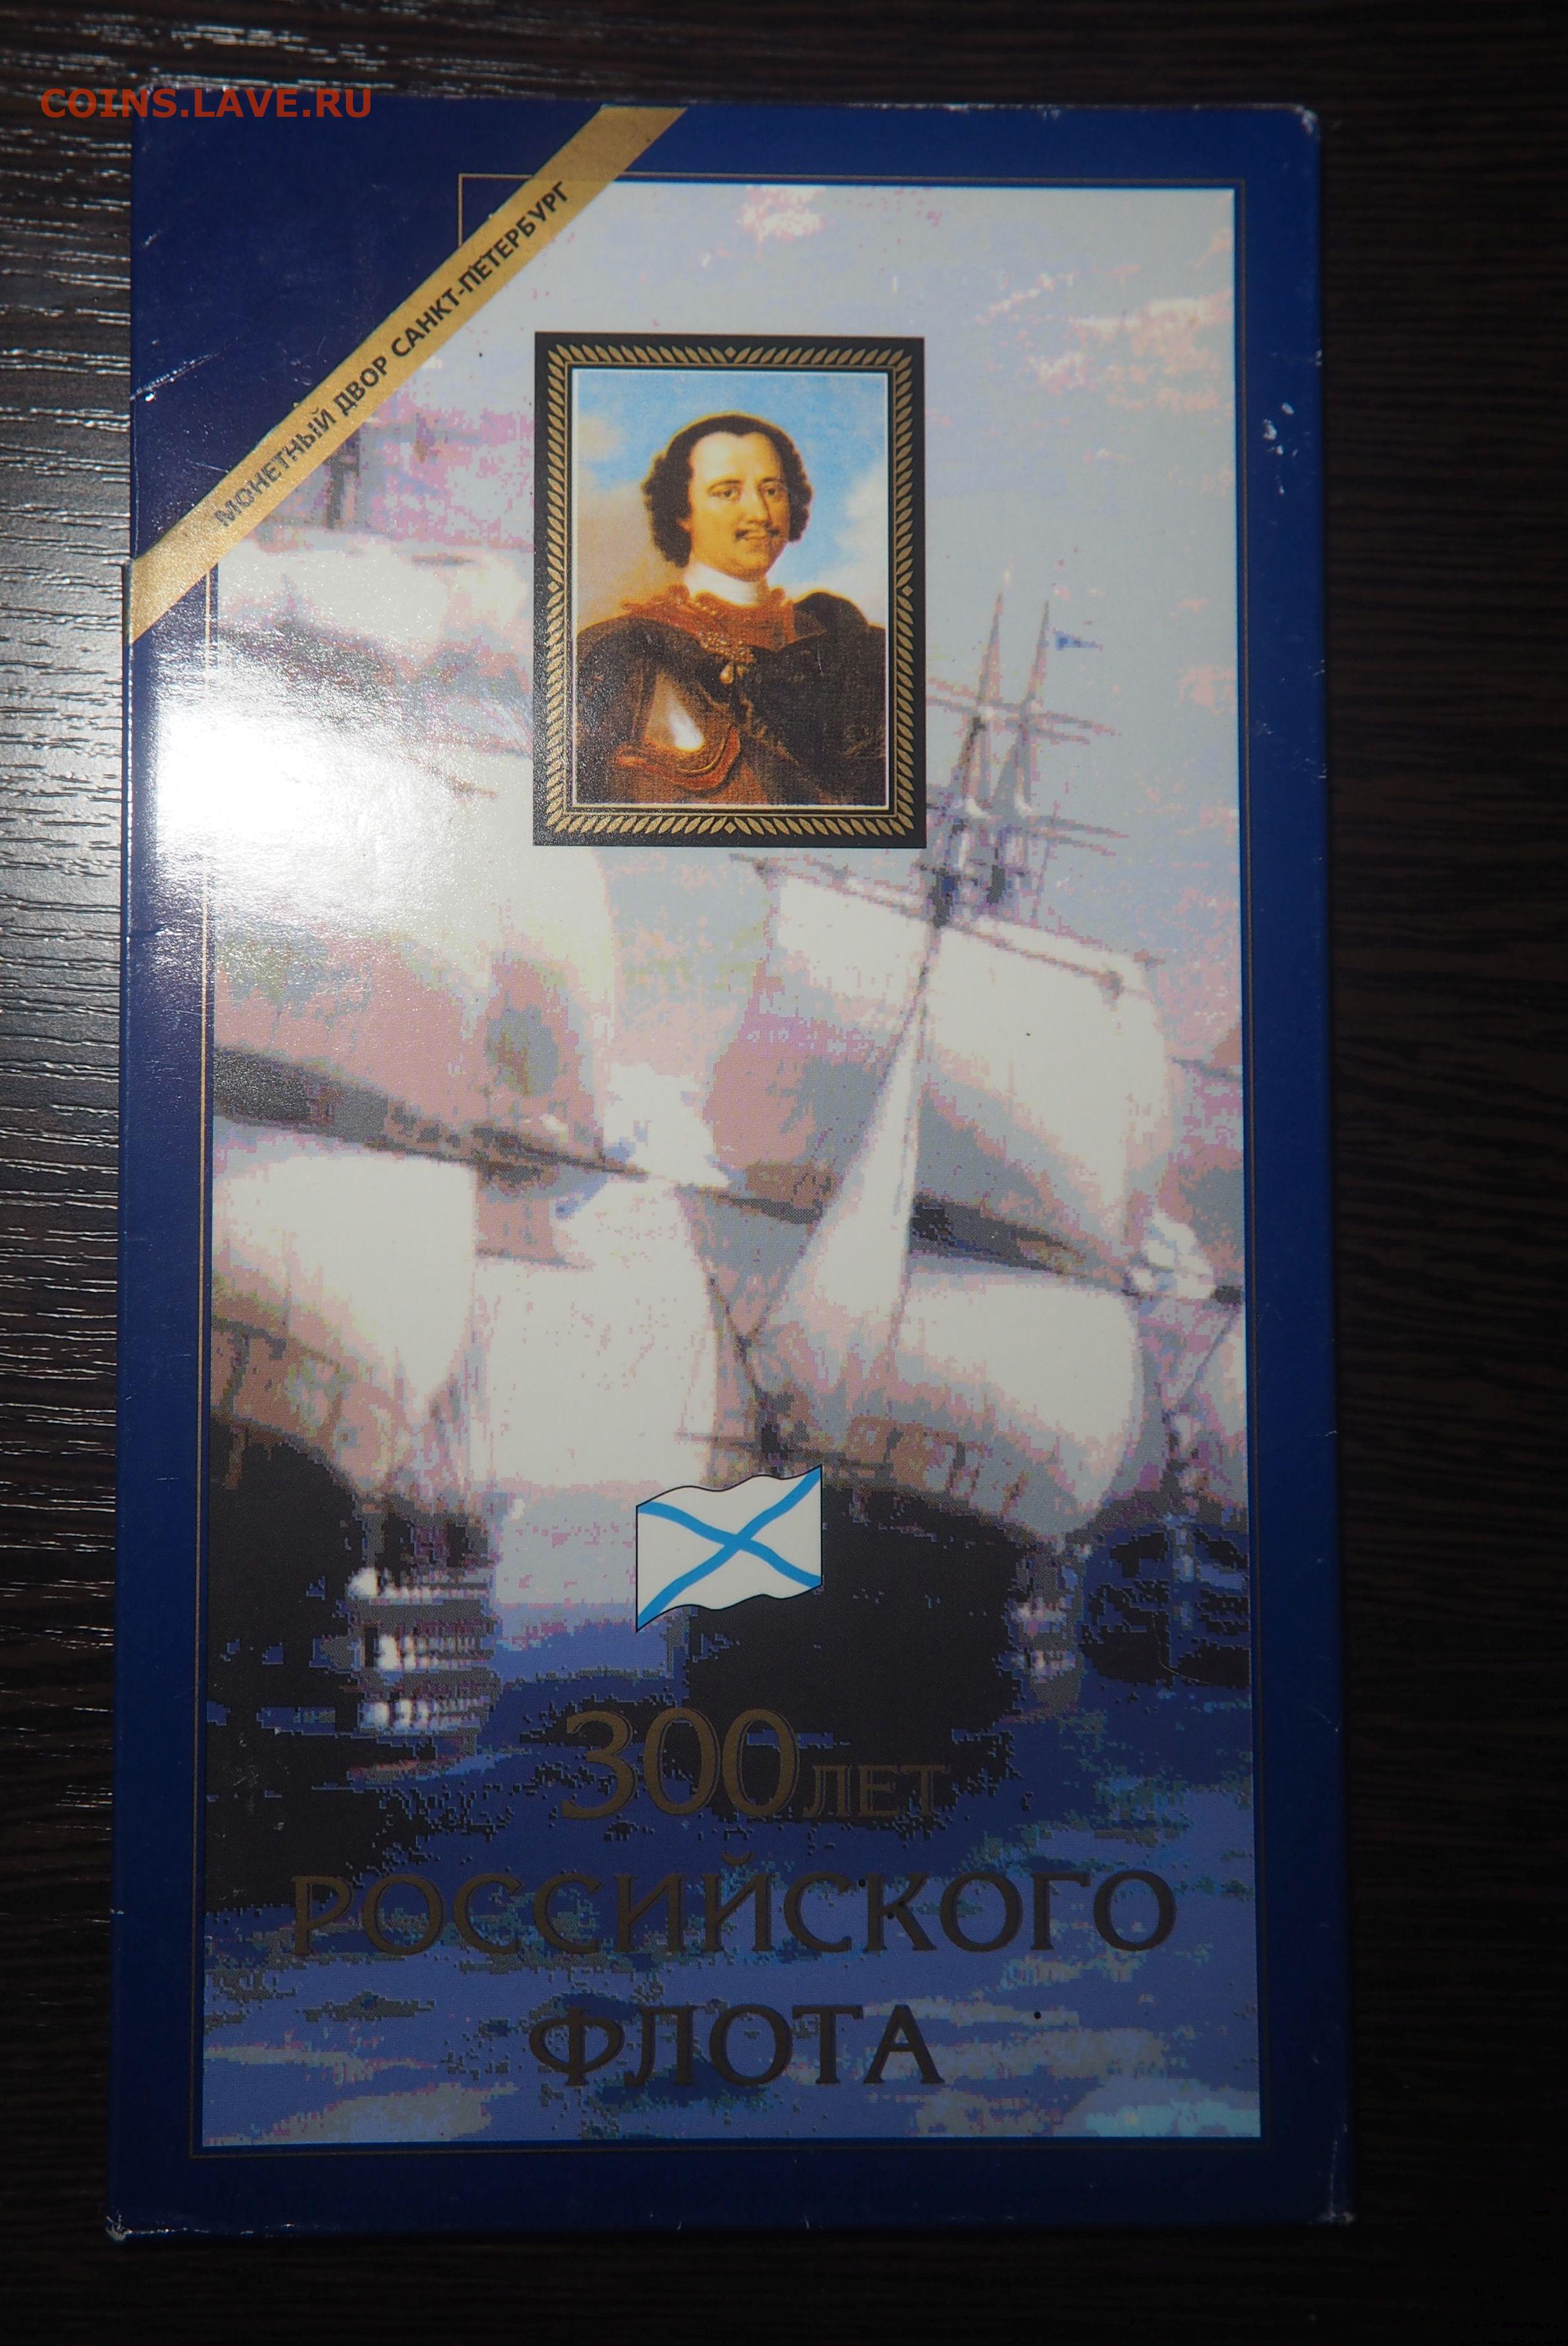 COINS.LAVE.RU
МОНЕТНЫЙ ДВОР САНКТ-ПЕТЕРБУРГ
300 ЛЕТ
РОССИЙСКОГО
ФЛОТА